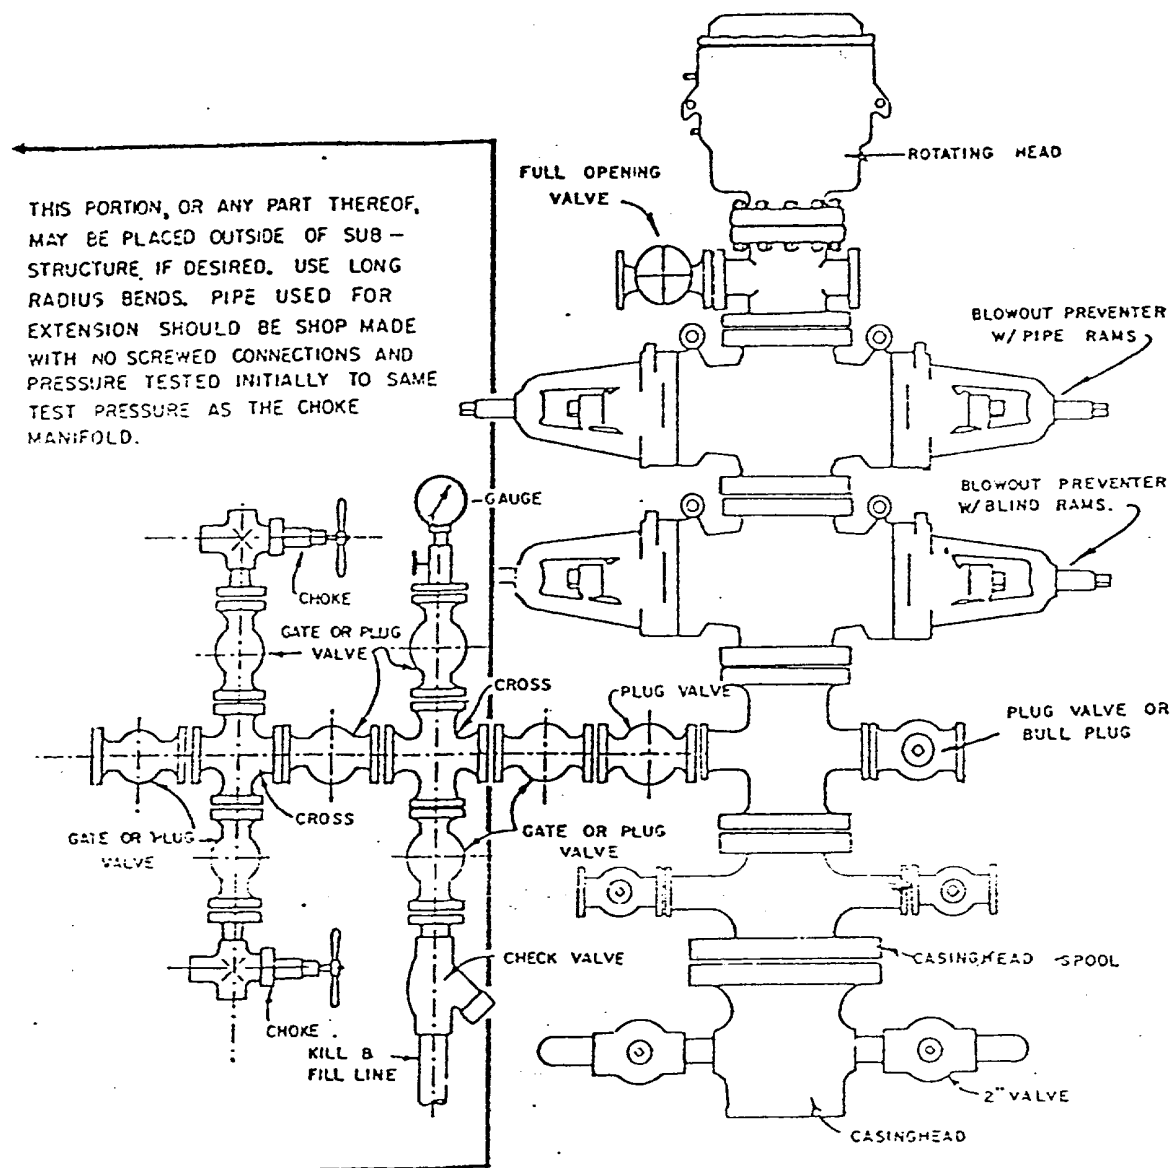 ROTATING HEAD
FULL OPENING
VALVE
THIS PORTION, OR ANY PART THEREOF,
MAY BE PLACED OUTSIDE OF SUB-
STRUCTURE IF DESIRED. USE LONG
RADIUS BENDS. PIPE USED FOR
EXTENSION SHOULD BE SHOP MADE
WITH NO SCREWED CONNECTIONS AND
PRESSURE TESTED INITIALLY TO SAME
TEST PRESSURE AS THE CHOKE
MANIFOLD.
BLOWOUT PREVENTER
W/PIPE RAMS
GAUGE
BLOWOUT PREVENTER
W/BLIND RAMS.
CHOKE
GATE OR PLUG
VALVE
CROSS
PLUG VALVE
PLUG VALVE OR
BULL PLUG
CROSS
GATE OR PLUG
VALVE
GATE OR PLUG
VALVE
CHECK VALVE
CASINGHEAD SPOOL
CHOKE
KILL &
FILL LINE
2" VALVE
CASINGHEAD